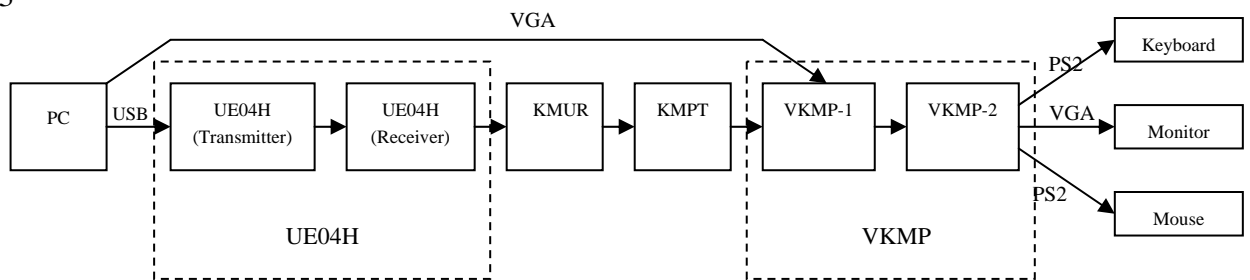 VGA
Keyboard
PS2
PC
USB
UE04H
(Transmitter)
UE04H
(Receiver)
KMUR
KMPT
VKMP-1
VKMP-2
VGA
Monitor
PS2
Mouse
UE04H
VKMP